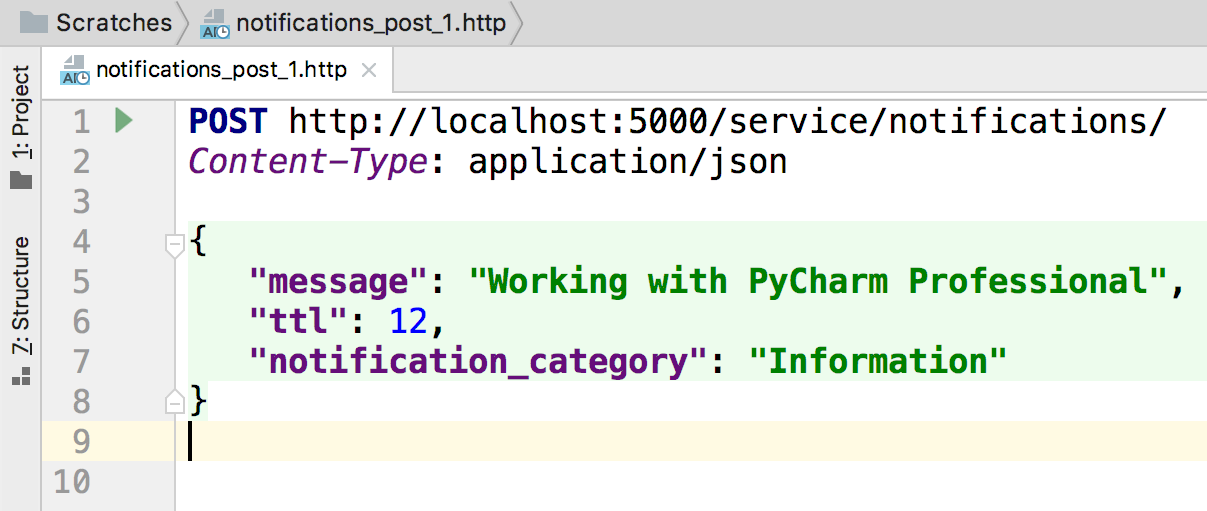 Scratches notifications_post_1.http
notifications_post_1.http
1: Project
7: Structure
1 POST http://localhost:5000/service/notifications/
2 Content-Type: application/json
3
4 {
5 "message": "Working with PyCharm Professional",
6 "ttl": 12,
7 "notification_category": "Information"
8 }
9
10